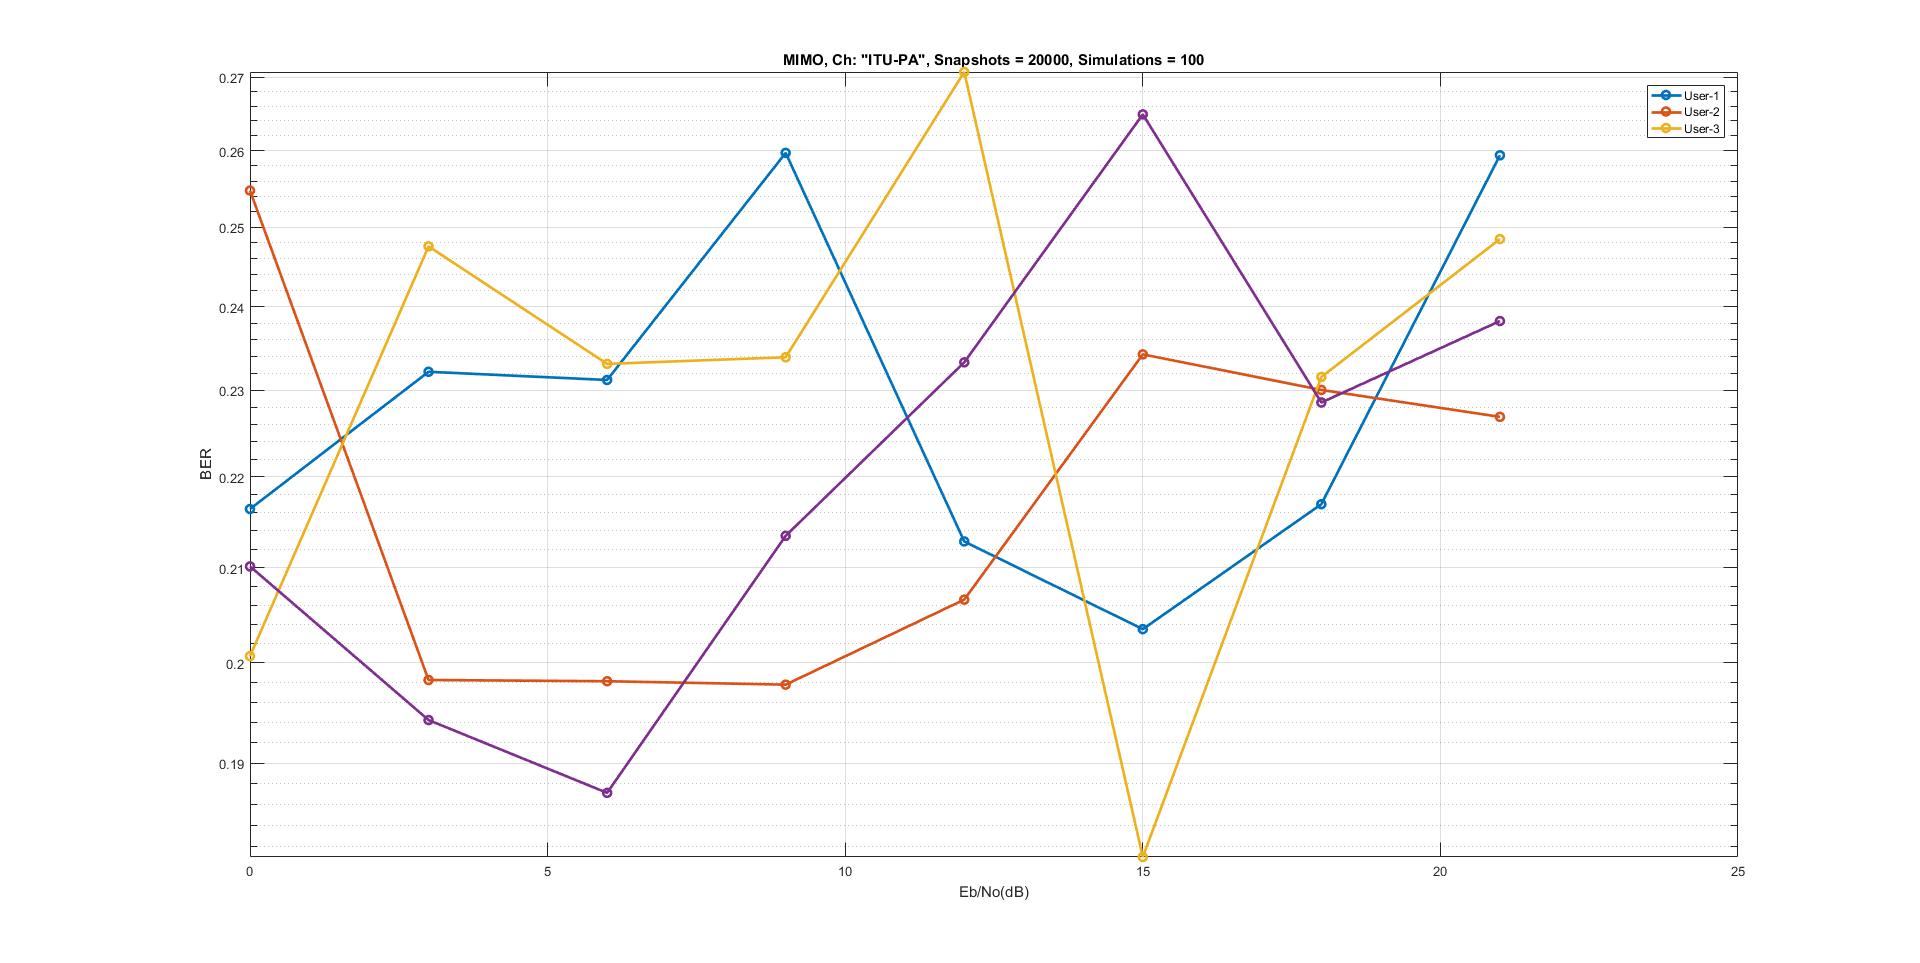 MIMO, Ch: "ITU-PA", Snapshots = 20000, Simulations = 100
User-1
User-2
User-3
0.27
0.26
0.25
0.24
0.23
0.22
0.21
0.2
0.19
BER
0 5 10 15 20 25
Eb/No(dB)